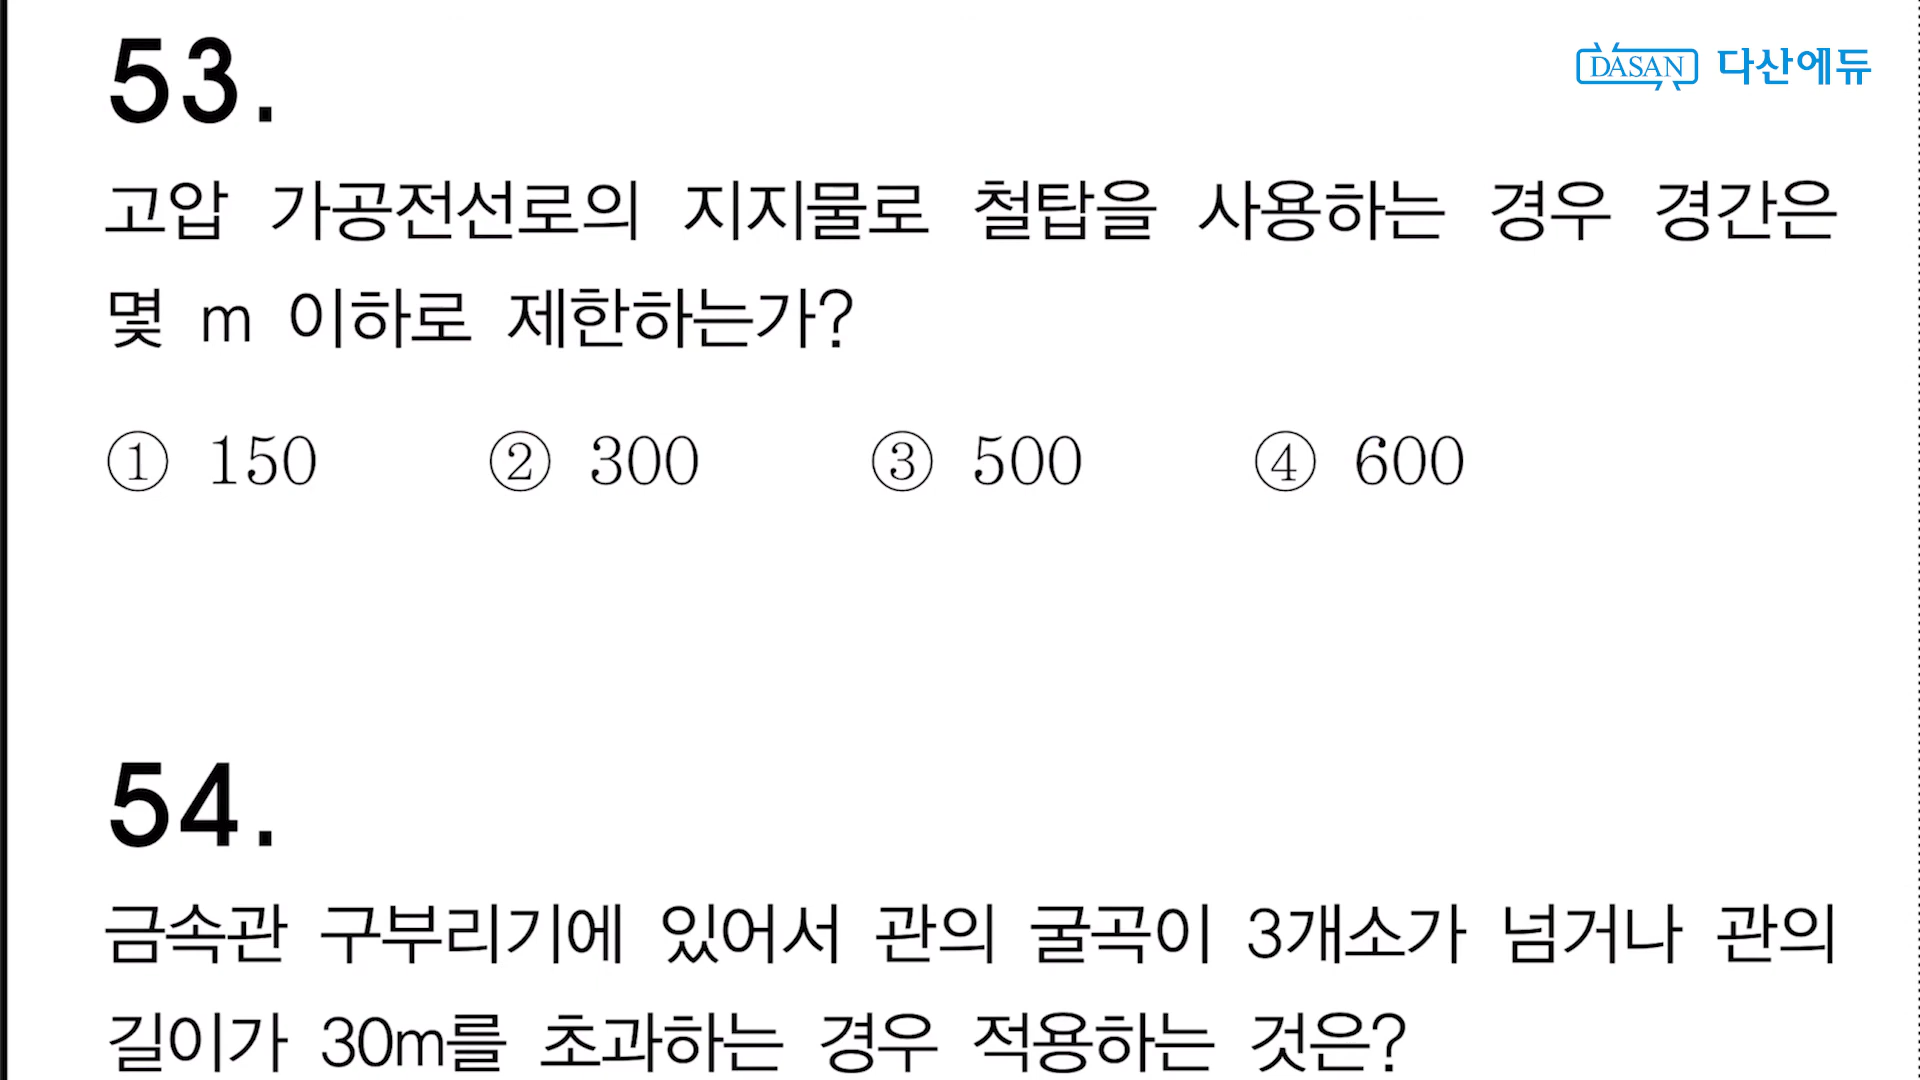 53.
DASAN 다산에듀
고압 가공전선로의 지지물로 철탑을 사용하는 경우 경간은
몇 m 이하로 제한하는가?
① 150 ② 300 ③ 500 ④ 600
54.
금속관 구부리기에 있어서 관의 굴곡이 3개소가 넘거나 관의
길이가 30m를 초과하는 경우 적용하는 것은?